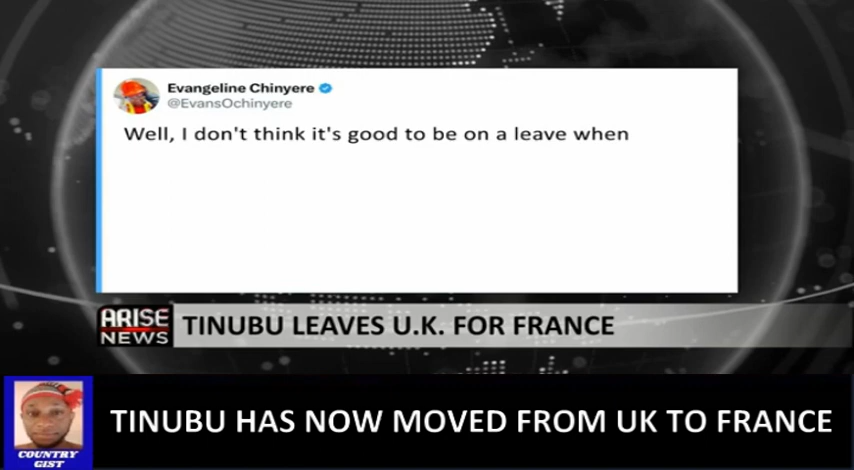 Evangeline Chinyere
@EvansOchinyere
Well, I don't think it's good to be on a leave when
ARISE
NEWS
TINUBU LEAVES U.K. FOR FRANCE
COUNTRY
GIST
TINUBU HAS NOW MOVED FROM UK TO FRANCE